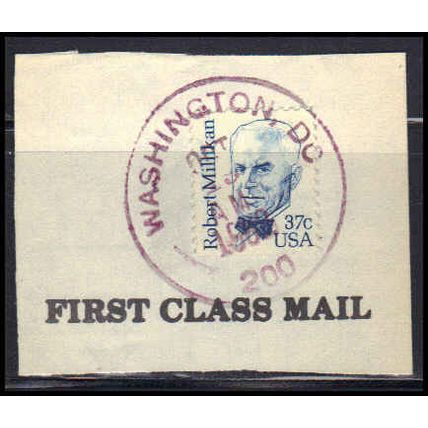 WASHINGTON, DC
Robert Millikan
37c
USA
200
FIRST CLASS MAIL